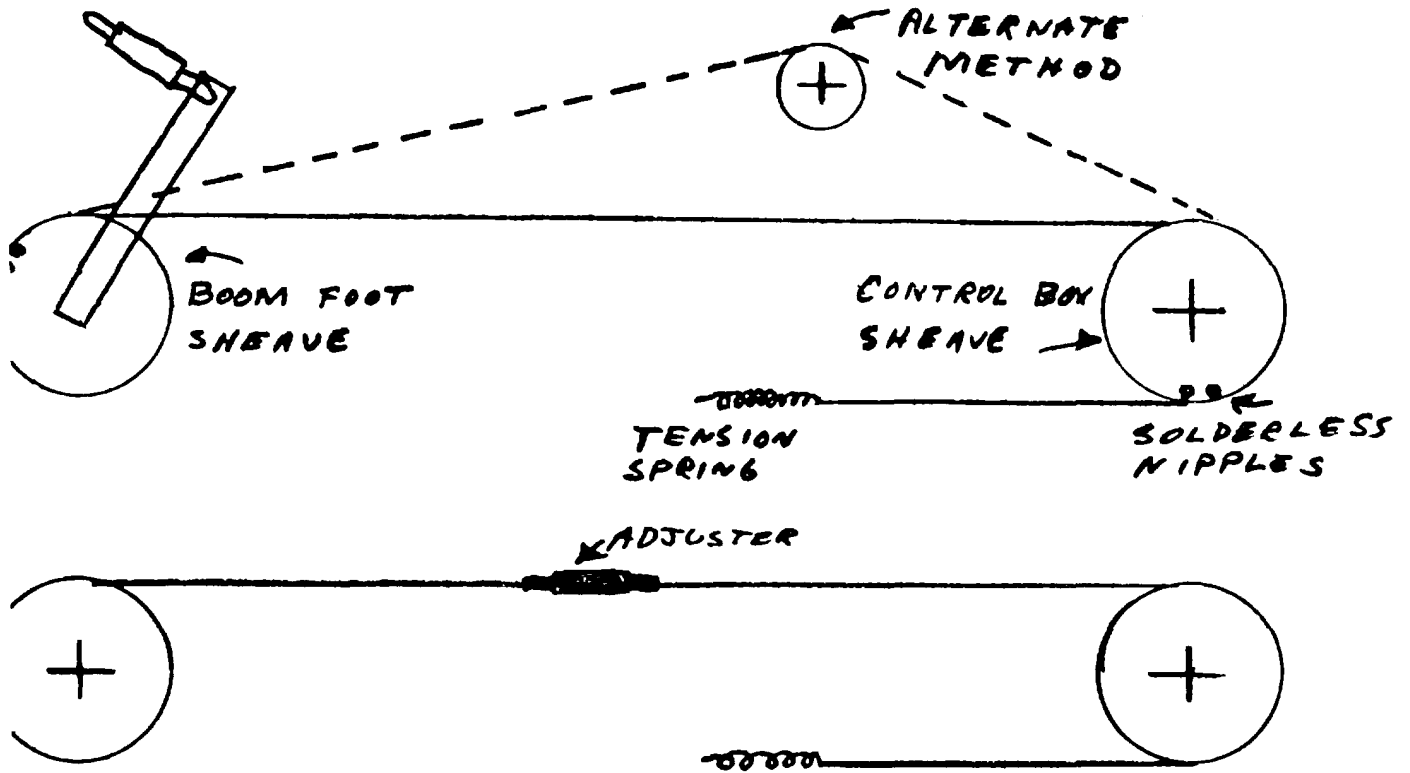 ALTERNATE
METHOD
BOOM FOOT
SHEAVE
CONTROL BOX
SHEAVE
TENSION
SPRING
SOLDERLESS
NIPPLES
ADJUSTER